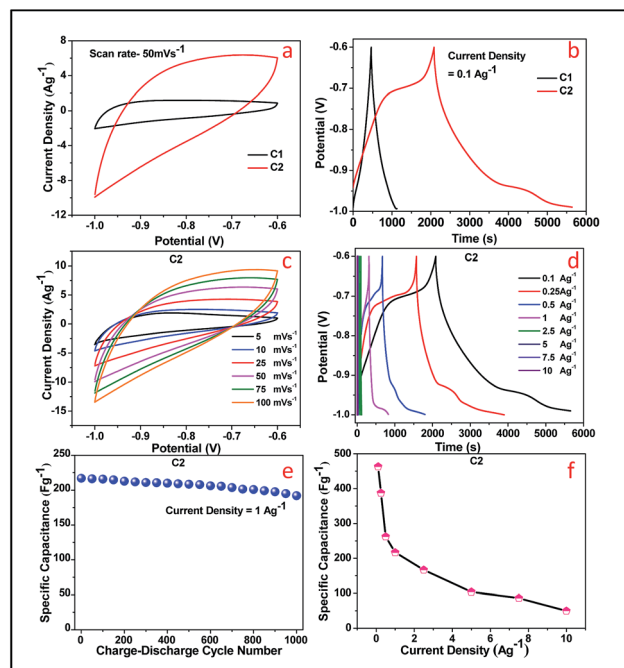 a
Scan rate- 50mVs⁻¹
Current Density (Ag⁻¹)
8
4
0
-4
-8
-12
C1
C2
-1.0 -0.9 -0.8 -0.7 -0.6
Potential (V)
b
Current Density
= 0.1 Ag⁻¹
C1
C2
Potential (V)
-0.6
-0.7
-0.8
-0.9
-1.0
0 1000 2000 3000 4000 5000 6000
Time (s)
C2
c
Current Density (Ag⁻¹)
10
5
0
-5
-10
-15
5 mVs⁻¹
10 mVs⁻¹
25 mVs⁻¹
50 mVs⁻¹
75 mVs⁻¹
100 mVs⁻¹
-1.0 -0.9 -0.8 -0.7 -0.6
Potential (V)
C2
d
Potential (V)
-0.6
-0.7
-0.8
-0.9
-1.0
0.1 Ag⁻¹
0.25Ag⁻¹
0.5 Ag⁻¹
1 Ag⁻¹
2.5 Ag⁻¹
5 Ag⁻¹
7.5 Ag⁻¹
10 Ag⁻¹
0 1000 2000 3000 4000 5000 6000
Time (s)
C2
e
Specific Capacitance (Fg⁻¹)
250
200
150
100
50
0
Current Density = 1 Ag⁻¹
0 200 400 600 800 1000
Charge-Discharge Cycle Number
C2
f
Specific Capacitance (Fg⁻¹)
500
400
300
200
100
0
0 2 4 6 8 10
Current Density (Ag⁻¹)